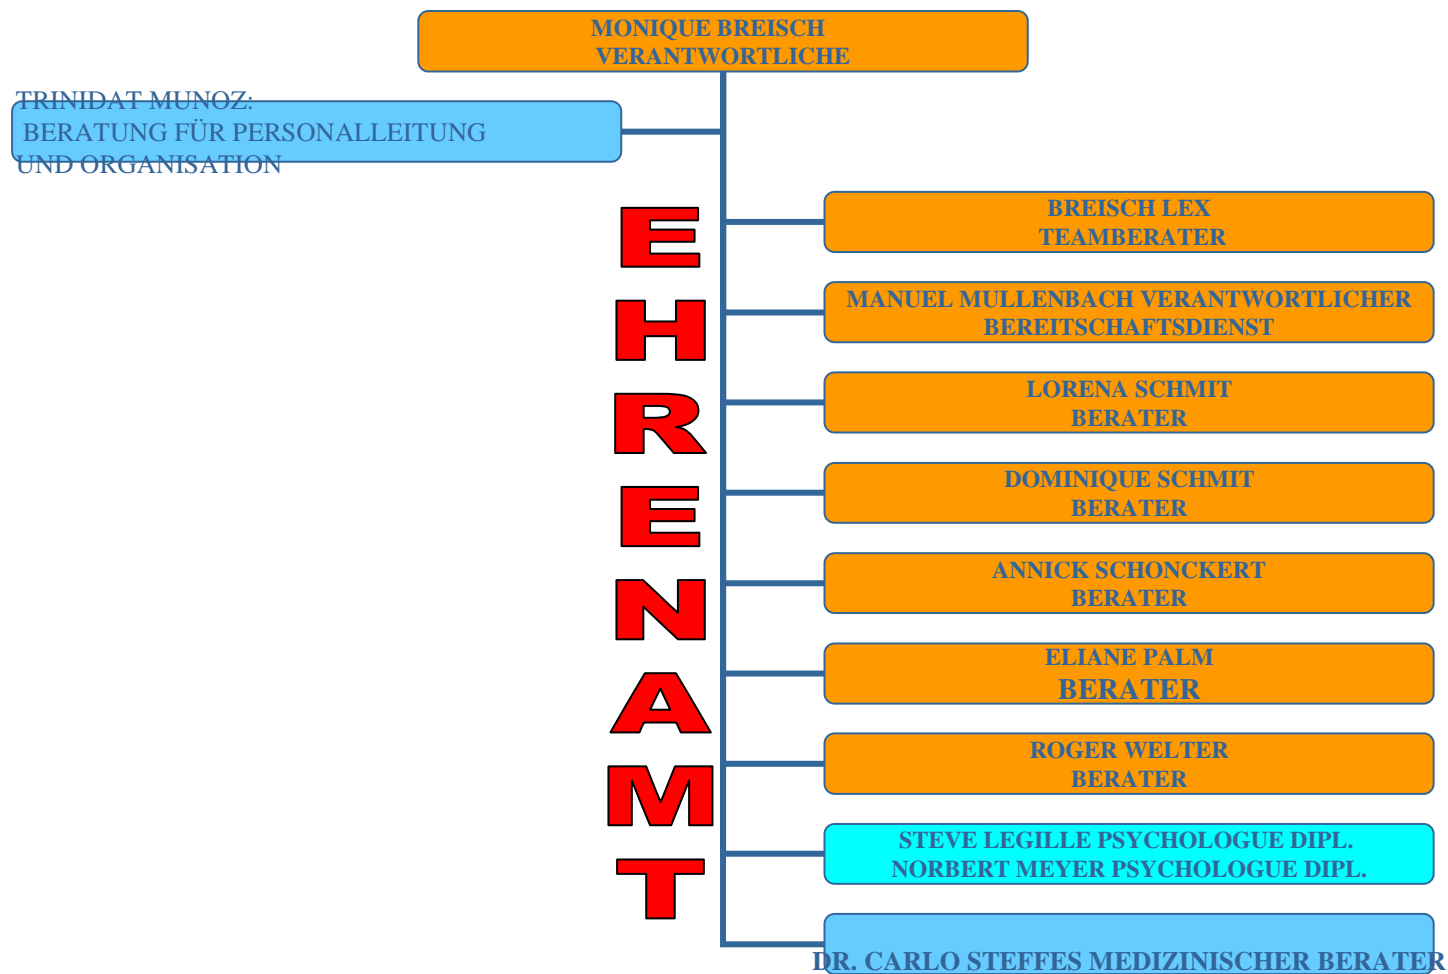 MONIQUE BREISCH
VERANTWORTLICHE
TRINIDAT MUNOZ:
BERATUNG FÜR PERSONALLEITUNG
UND ORGANISATION
EHRENAMT
BREISCH LEX
TEAMBERATER
MANUEL MULLENBACH VERANTWORTLICHER
BEREITSCHAFTSDIENST
LORENA SCHMIT
BERATER
DOMINIQUE SCHMIT
BERATER
ANNICK SCHONCKERT
BERATER
ELIANE PALM
BERATER
ROGER WELTER
BERATER
STEVE LEGILLE PSYCHOLOGUE DIPL.
NORBERT MEYER PSYCHOLOGUE DIPL.
DR. CARLO STEFFES MEDIZINISCHER BERATER